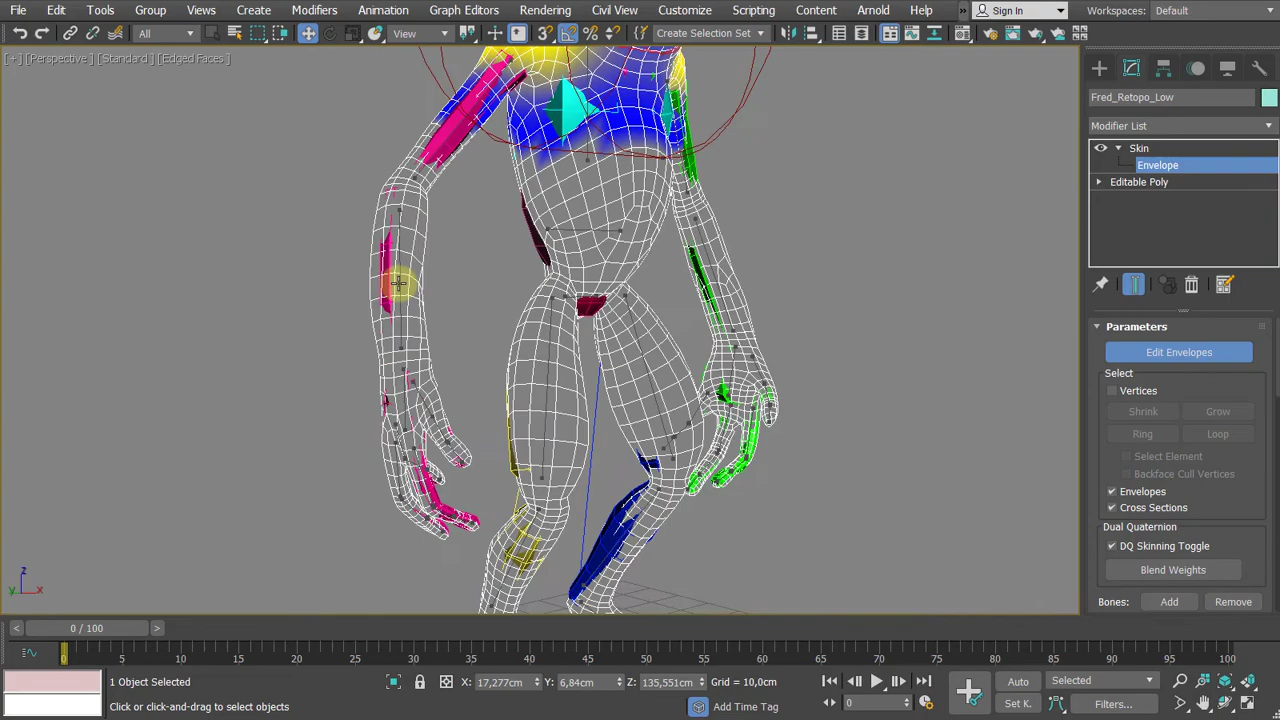 File Edit Tools Group Views Create Modifiers Animation Graph Editors Rendering Civil View Customize Scripting Content Arnold Help » Sign In Workspaces: Default
All View Create Selection Set
[+] [Perspective] [Standard] [Edged Faces]
Fred_Retopo_Low
Modifier List
Skin
Envelope
Editable Poly
Parameters
Edit Envelopes
Select
Vertices
Shrink Grow
Ring Loop
Select Element
Backface Cull Vertices
Envelopes
Cross Sections
Dual Quaternion
DQ Skinning Toggle
Blend Weights
Bones: Add Remove
z
y x
< 0 / 100 >
0 5 10 15 20 25 30 35 40 45 50 55 60 65 70 75 80 85 90 95 100
1 Object Selected X: 17,277cm Y: 6,84cm Z: 135,551cm Grid = 10,0cm Auto Selected
Click or click-and-drag to select objects Add Time Tag 0 Set K. Filters...